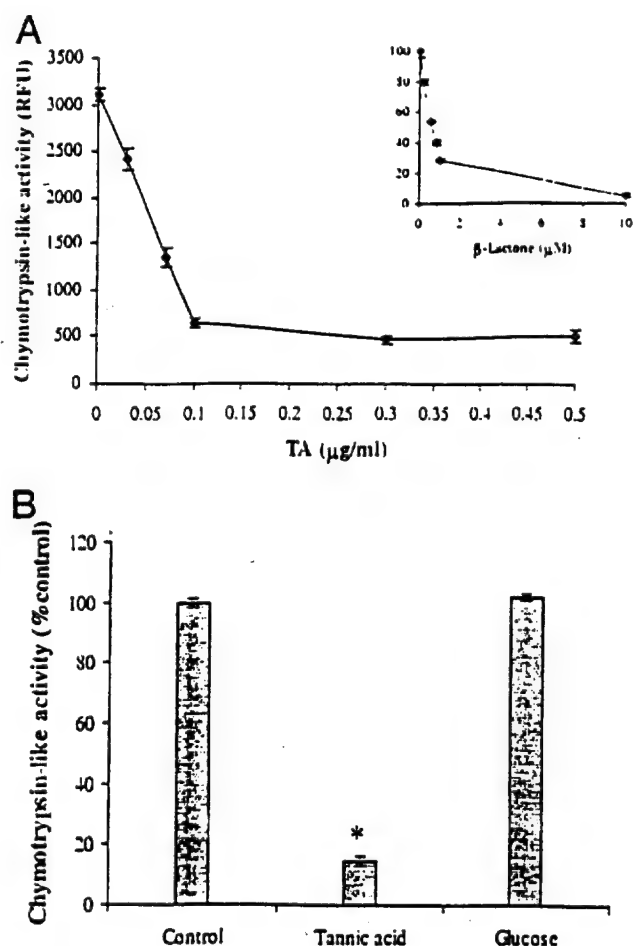 A
Chymotrypsin-like activity (RFU)
3500
3000
2500
2000
1500
1000
500
0
0 0.05 0.1 0.15 0.2 0.25 0.3 0.35 0.4 0.45 0.5
TA (µg/ml)
100
80
60
40
20
0
0 2 4 6 8 10
β-Lactone (µM)
B
Chymotrypsin-like activity (%control)
120
100
80
60
40
20
0
*
Control Tannic acid Glucose